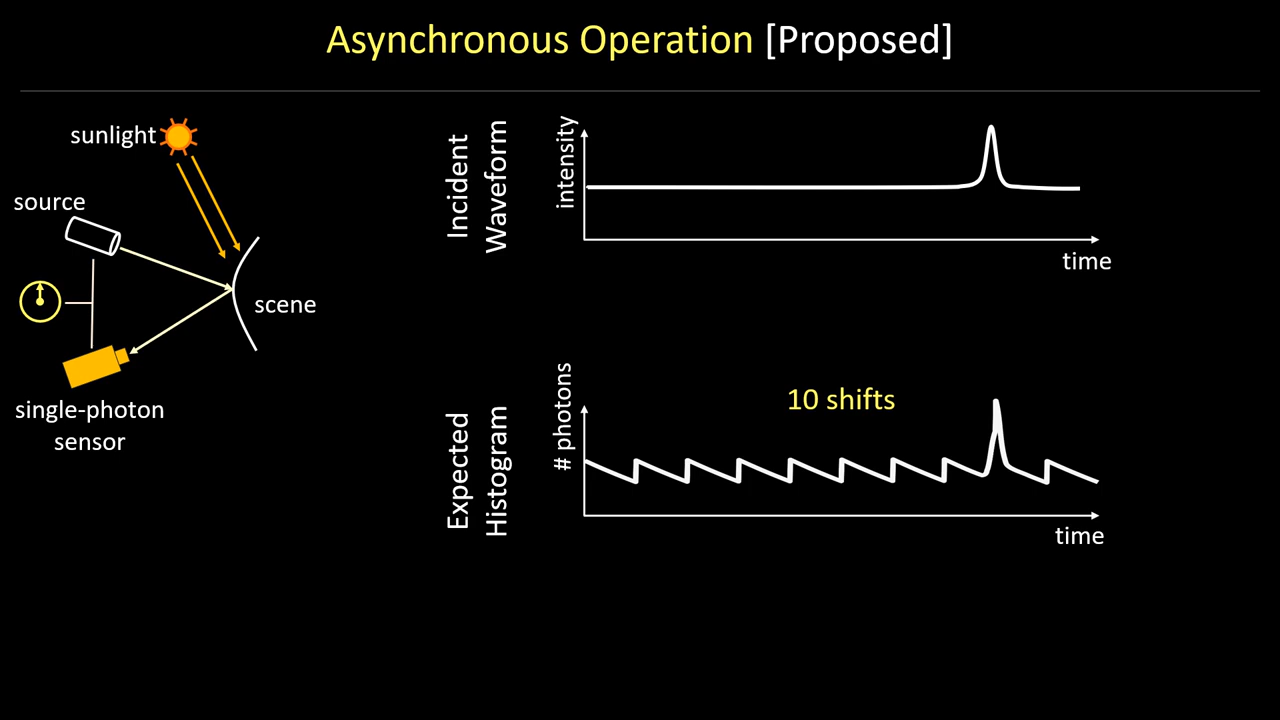 Asynchronous Operation [Proposed]
sunlight
source
scene
single-photon
sensor
Incident
Waveform
intensity
time
Expected
Histogram
# photons
10 shifts
time